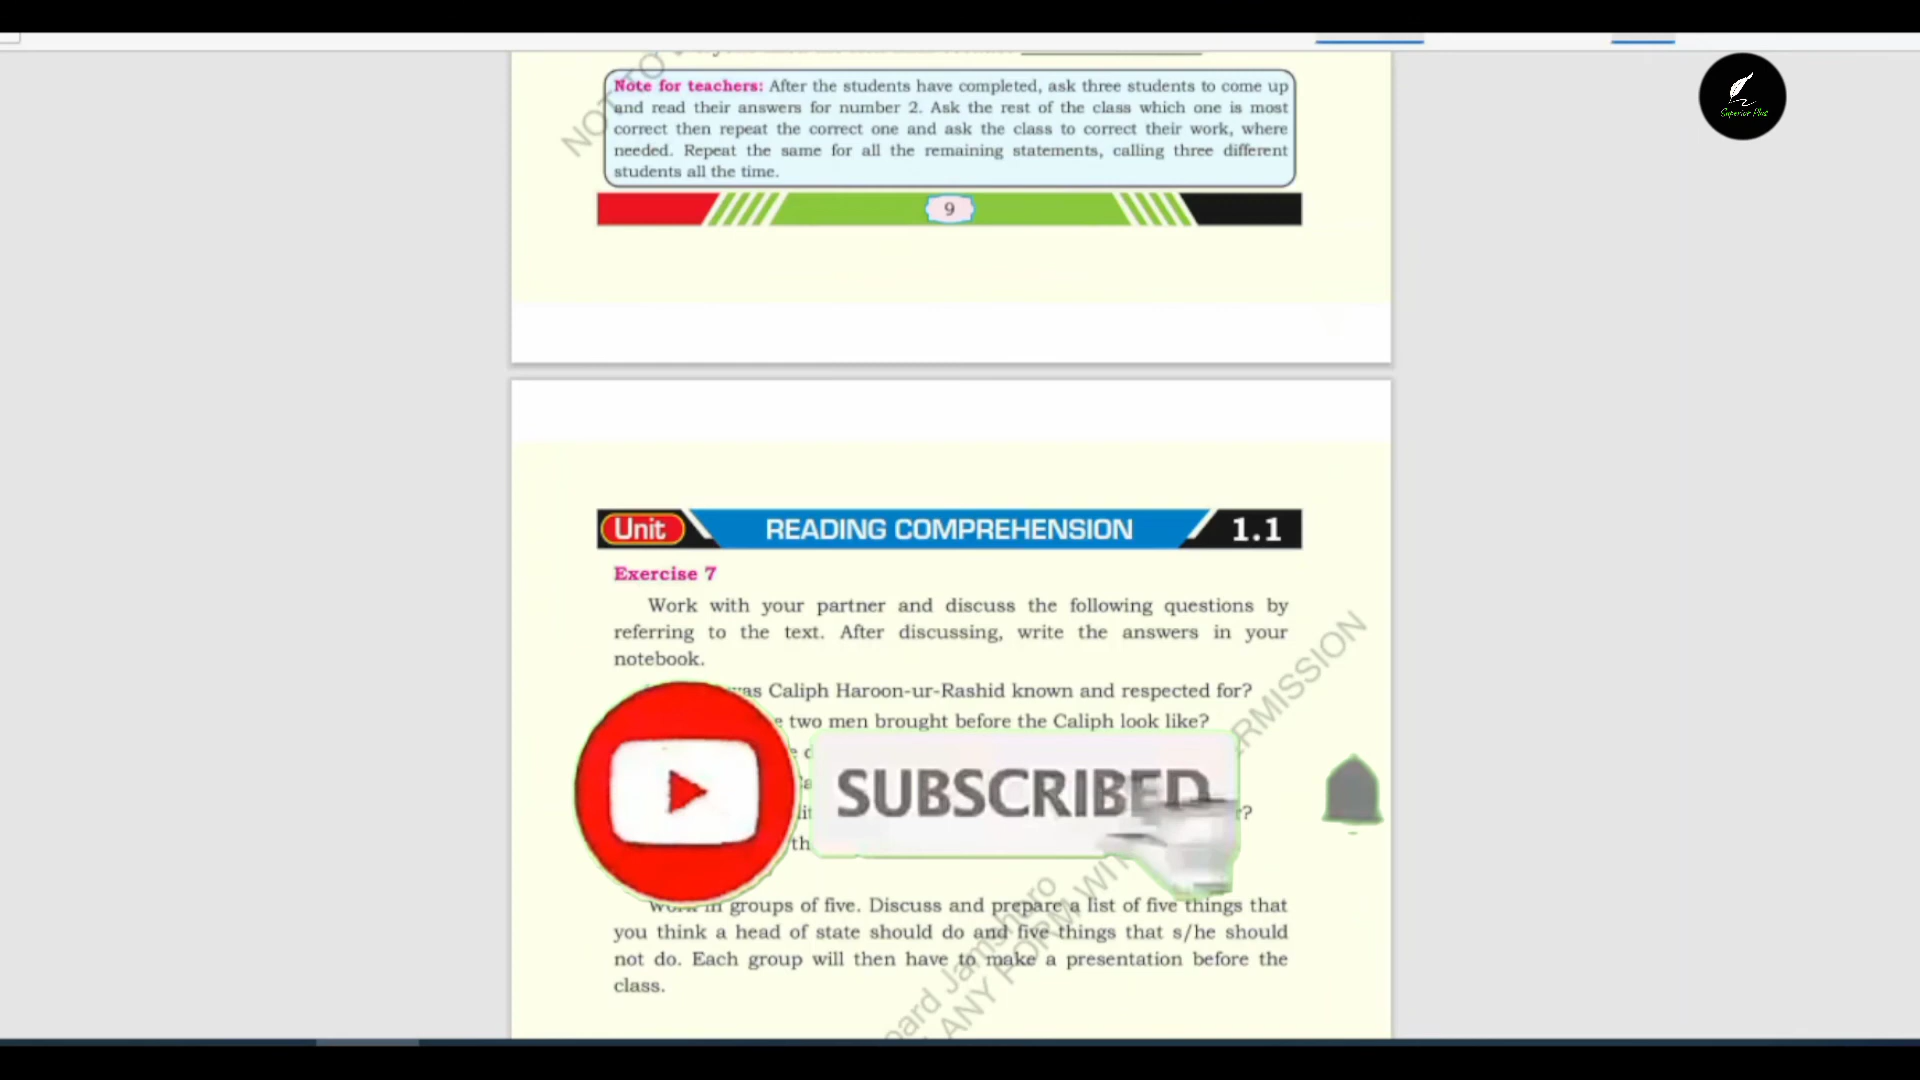 Note for teachers: After the students have completed, ask three students to come up
and read their answers for number 2. Ask the rest of the class which one is most
correct then repeat the correct one and ask the class to correct their work, where
needed. Repeat the same for all the remaining statements, calling three different
students all the time.
9
Superior Plus
Unit READING COMPREHENSION 1.1
Exercise 7
Work with your partner and discuss the following questions by
referring to the text. After discussing, write the answers in your
notebook.
was Caliph Haroon-ur-Rashid known and respected for?
two men brought before the Caliph look like?
SUBSCRIBED
in groups of five. Discuss and prepare a list of five things that
you think a head of state should do and five things that s/he should
not do. Each group will then have to make a presentation before the
class.
ANY FORM